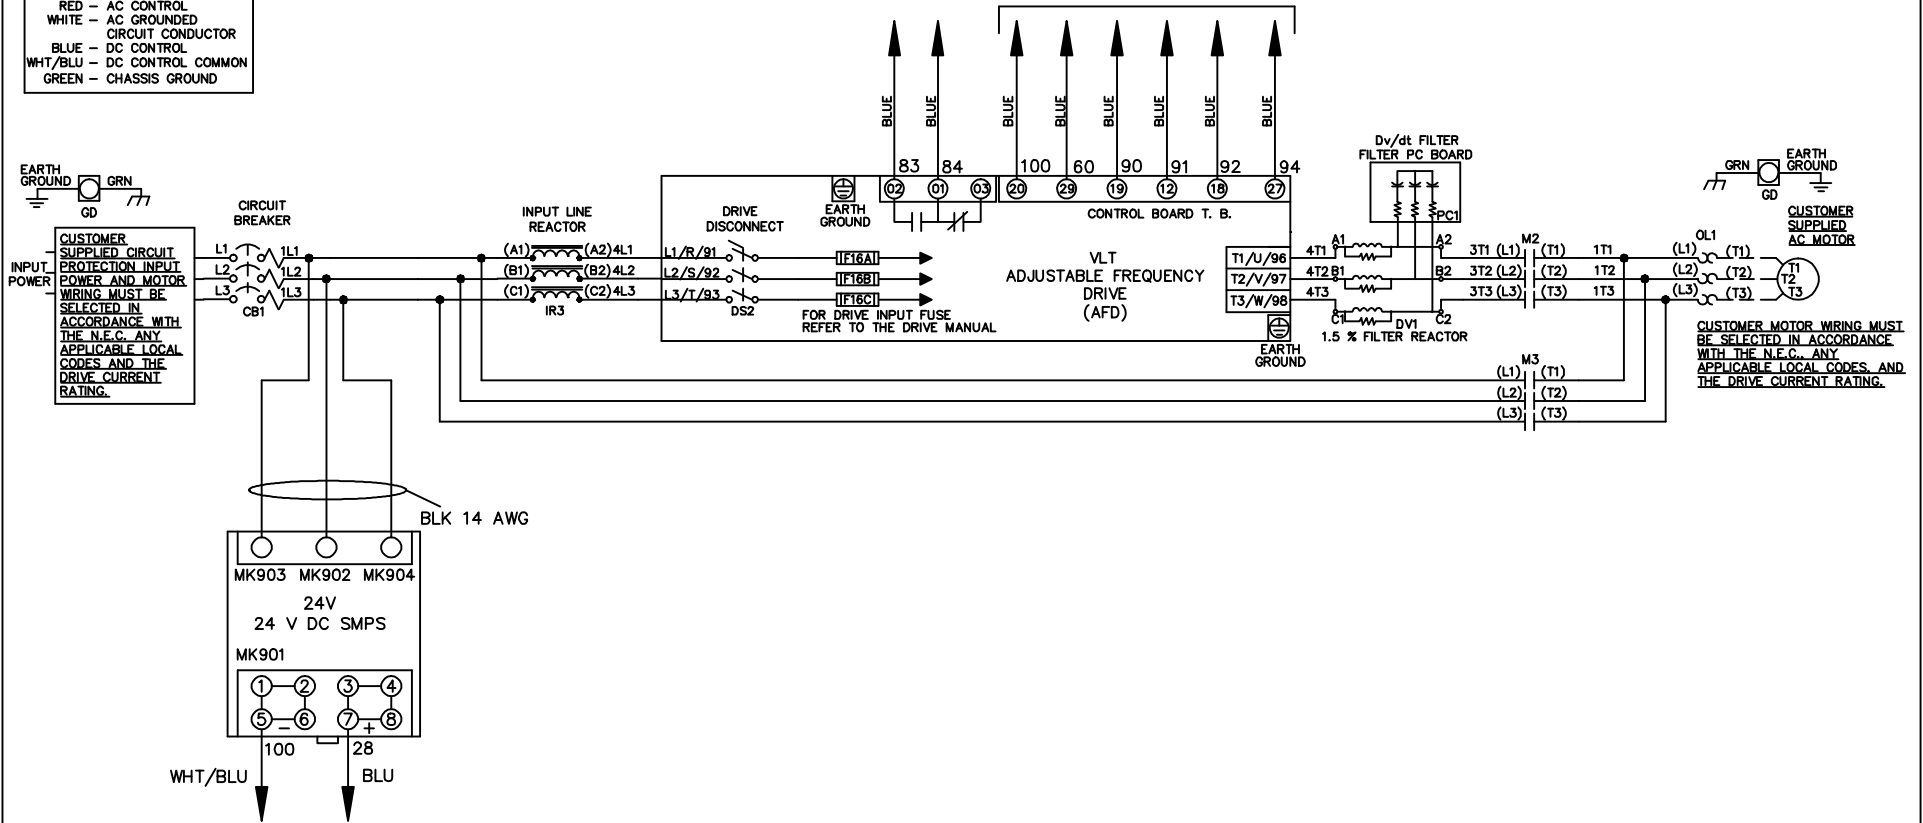 RED – AC CONTROL
WHITE – AC GROUNDED
CIRCUIT CONDUCTOR
BLUE – DC CONTROL
WHT/BLU – DC CONTROL COMMON
GREEN – CHASSIS GROUND
BLUE BLUE BLUE BLUE BLUE BLUE BLUE BLUE
83 84 100 60 90 91 92 94
02 01 03 20 29 19 12 18 27
CONTROL BOARD T. B.
EARTH
GROUND
GRN
GD
CIRCUIT
BREAKER
INPUT
POWER
CUSTOMER
SUPPLIED CIRCUIT
PROTECTION INPUT
POWER AND MOTOR
WIRING MUST BE
SELECTED IN
ACCORDANCE WITH
THE N.E.C. ANY
APPLICABLE LOCAL
CODES AND THE
DRIVE CURRENT
RATING.
L1 1L1
L2 1L2
L3 1L3
CB1
INPUT LINE
REACTOR
(A1) (A2) 4L1
(B1) (B2) 4L2
(C1) (C2) 4L3
IR3
DRIVE
DISCONNECT
L1/R/91
L2/S/92
L3/T/93
DS2
EARTH
GROUND
F16A
F16B
F16C
FOR DRIVE INPUT FUSE
REFER TO THE DRIVE MANUAL
VLT
ADJUSTABLE FREQUENCY
DRIVE
(AFD)
T1/U/96
T2/V/97
T3/W/98
EARTH
GROUND
Dv/dt FILTER
FILTER PC BOARD
PC1
4T1 A1 A2
4T2 B1 B2
4T3 C1 C2
DV1
1.5 % FILTER REACTOR
M2
3T1 (L1) (T1) 1T1
3T2 (L2) (T2) 1T2
3T3 (L3) (T3) 1T3
M3
(L1) (T1)
(L2) (T2)
(L3) (T3)
OL1
(L1) (T1)
(L2) (T2)
(L3) (T3)
T1
T2
T3
GRN
GD
EARTH
GROUND
CUSTOMER
SUPPLIED
AC MOTOR
CUSTOMER MOTOR WIRING MUST
BE SELECTED IN ACCORDANCE
WITH THE N.E.C., ANY
APPLICABLE LOCAL CODES, AND
THE DRIVE CURRENT RATING.
BLK 14 AWG
MK903 MK902 MK904
24V
24 V DC SMPS
MK901
1 2 3 4
5 6 7 8
– +
100 28
WHT/BLU BLU